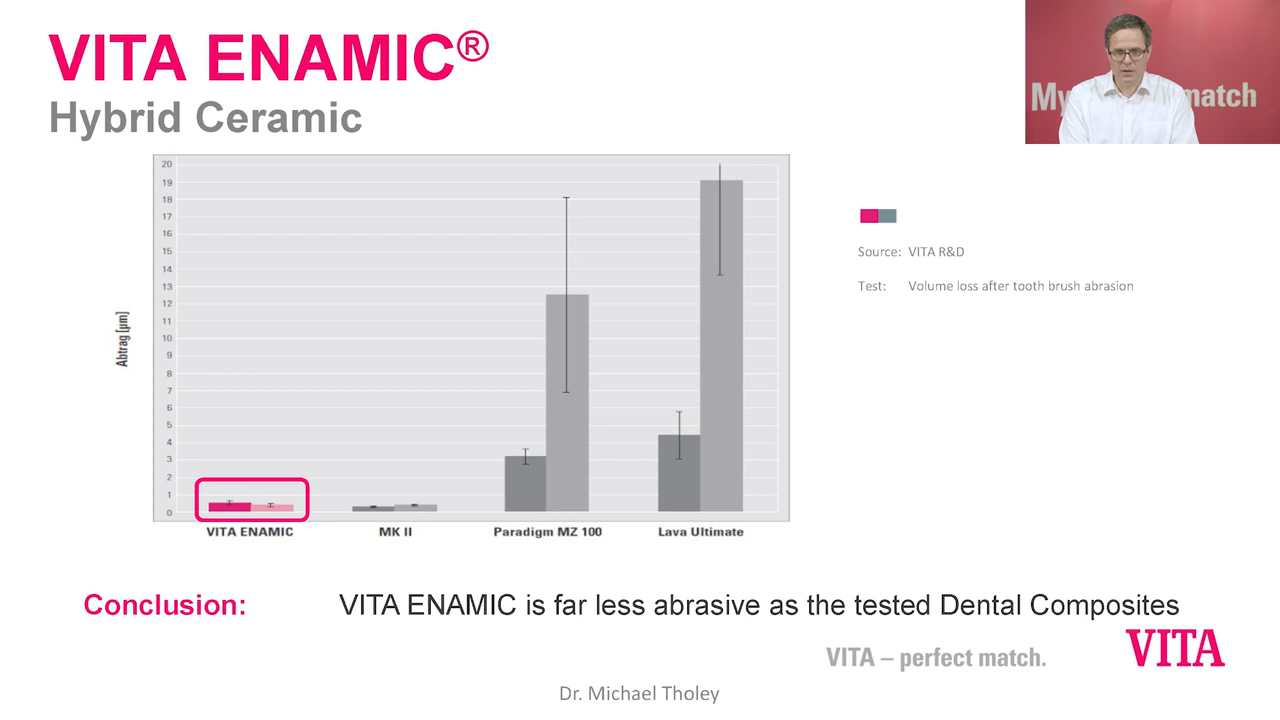 VITA ENAMIC®
Hybrid Ceramic
My match
20
19
18
17
16
15
14
13
12
11
10
9
8
7
6
5
4
3
2
1
0
Abtrag [µm]
VITA ENAMIC
MK II
Paradigm MZ 100
Lava Ultimate
Source: VITA R&D
Test: Volume loss after tooth brush abrasion
Conclusion: VITA ENAMIC is far less abrasive as the tested Dental Composites
VITA – perfect match.
VITA
Dr. Michael Tholey